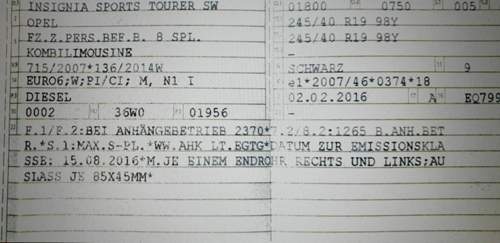 INSIGNIA SPORTS TOURER SW
01800 0750 005
OPEL
245/40 R19 98Y
FZ.Z.PERS.BEF.B. 8 SPL.
245/40 R19 98Y
KOMBILIMOUSINE
-
715/2007*136/2014W
SCHWARZ 9
EURO6;W;PI/CI; M, N1 I
e1*2007/46*0374*18
DIESEL
02.02.2016 A EQ799
0002 36W0 01956
-
F.1/F.2:BEI ANHÄNGEBETRIEB 2370*7.2/8.2:1265 B.ANH.BET
R.*S.1:MAX.S-PL.*WW.AHK LT.EGTG*DATUM ZUR EMISSIONSKLA
SSE: 15.08.2016*M.JE EINEM ENDROHR RECHTS UND LINKS;AU
SLASS JE 85X45MM*